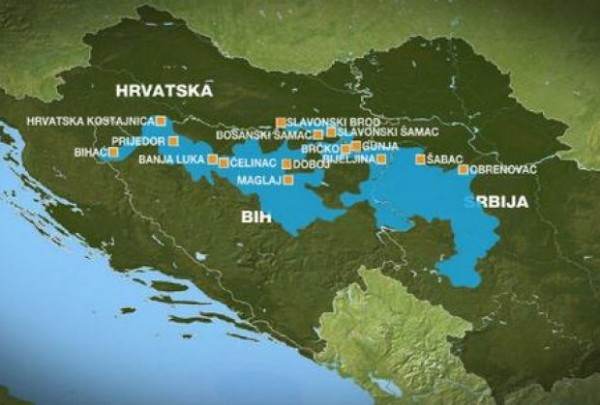 HRVATSKA
HRVATSKA KOSTAJNICA
SLAVONSKI BROD
BOSANSKI ŠAMAC
SLAVONSKI ŠAMAC
PRIJEDOR
BRČKO
GUNJA
BIHAĆ
BANJA LUKA
ČELINAC
DOBOJ
BIJELJINA
ŠABAC
OBRENOVAC
MAGLAJ
BIH
SRBIJA